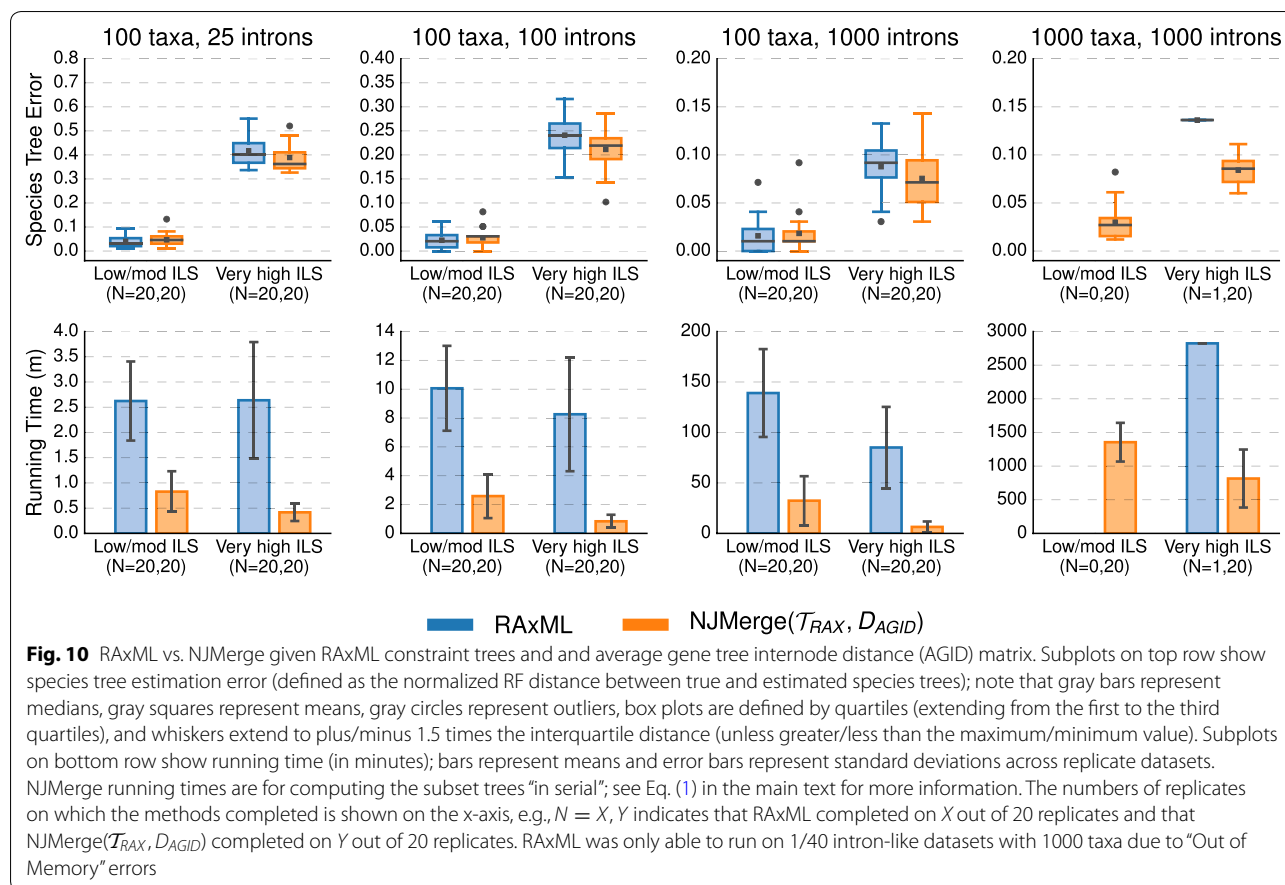 100 taxa, 25 introns 100 taxa, 100 introns 100 taxa, 1000 introns 1000 taxa, 1000 introns
Species Tree Error
0.8 0.40 0.20 0.20
0.7 0.35
0.6 0.30 0.15 0.15
0.5 0.25
0.4 0.20 0.10 0.10
0.3 0.15
0.2 0.10 0.05 0.05
0.1 0.05
0.0 0.00 0.00 0.00
Low/mod ILS Very high ILS Low/mod ILS Very high ILS Low/mod ILS Very high ILS Low/mod ILS Very high ILS
(N=20,20) (N=20,20) (N=20,20) (N=20,20) (N=20,20) (N=20,20) (N=0,20) (N=1,20)
Running Time (m)
4.0 14 200 3000
3.5 12 2500
3.0 10 150 2000
2.5 8 100 1500
2.0 6 1000
1.5 4 50 500
1.0 2 0 0
0.5 0
0.0
Low/mod ILS Very high ILS Low/mod ILS Very high ILS Low/mod ILS Very high ILS Low/mod ILS Very high ILS
(N=20,20) (N=20,20) (N=20,20) (N=20,20) (N=20,20) (N=20,20) (N=0,20) (N=1,20)
RAxML NJMerge(T_RAX, D_AGID)
Fig. 10 RAxML vs. NJMerge given RAxML constraint trees and and average gene tree internode distance (AGID) matrix. Subplots on top row show
species tree estimation error (defined as the normalized RF distance between true and estimated species trees); note that gray bars represent
medians, gray squares represent means, gray circles represent outliers, box plots are defined by quartiles (extending from the first to the third
quartiles), and whiskers extend to plus/minus 1.5 times the interquartile distance (unless greater/less than the maximum/minimum value). Subplots
on bottom row show running time (in minutes); bars represent means and error bars represent standard deviations across replicate datasets.
NJMerge running times are for computing the subset trees “in serial”; see Eq. (1) in the main text for more information. The numbers of replicates
on which the methods completed is shown on the x-axis, e.g., N = X, Y indicates that RAxML completed on X out of 20 replicates and that
NJMerge(T_RAX, D_AGID) completed on Y out of 20 replicates. RAxML was only able to run on 1/40 intron-like datasets with 1000 taxa due to “Out of
Memory” errors